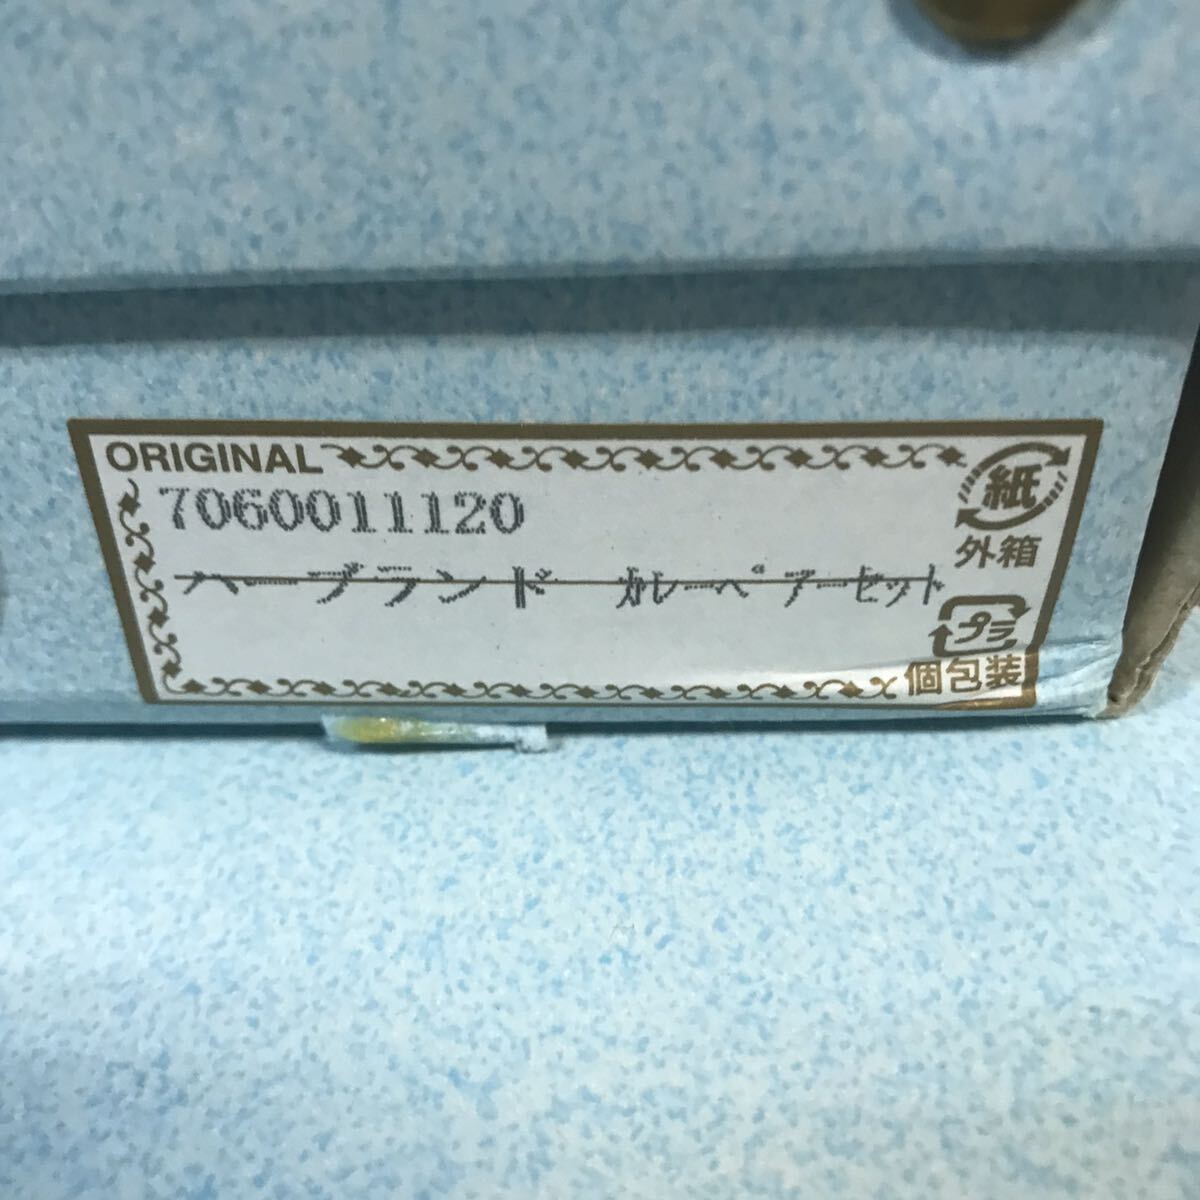 ORIGINAL
7060011120
ハーブランド カレーペアーセット
紙
外箱
プラ
個包装